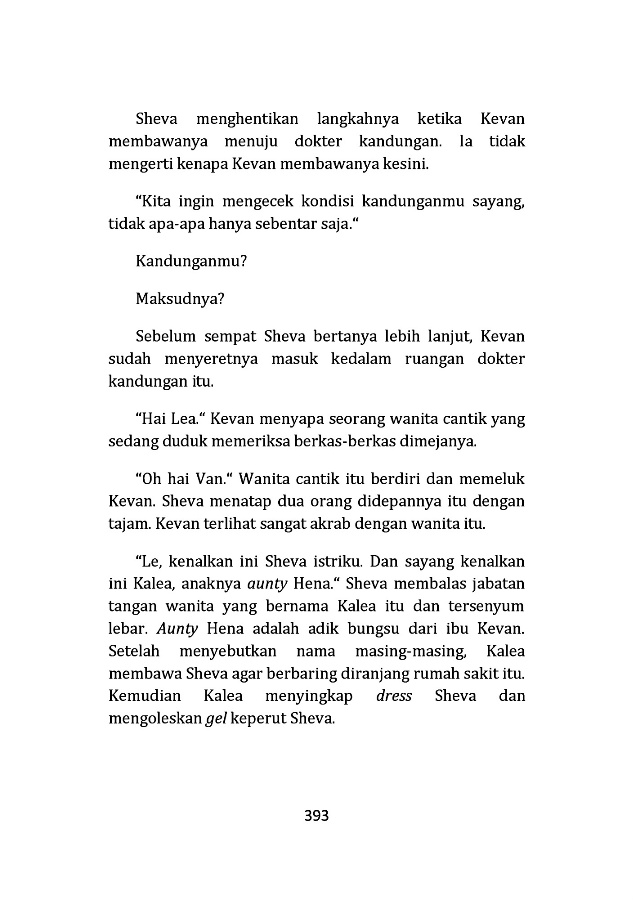 Sheva menghentikan langkahnya ketika Kevan
membawanya menuju dokter kandungan. Ia tidak
mengerti kenapa Kevan membawanya kesini.
“Kita ingin mengecek kondisi kandunganmu sayang,
tidak apa-apa hanya sebentar saja.“
Kandunganmu?
Maksudnya?
Sebelum sempat Sheva bertanya lebih lanjut, Kevan
sudah menyeretnya masuk kedalam ruangan dokter
kandungan itu.
“Hai Lea.“ Kevan menyapa seorang wanita cantik yang
sedang duduk memeriksa berkas-berkas dimejanya.
“Oh hai Van.“ Wanita cantik itu berdiri dan memeluk
Kevan. Sheva menatap dua orang didepannya itu dengan
tajam. Kevan terlihat sangat akrab dengan wanita itu.
“Le, kenalkan ini Sheva istriku. Dan sayang kenalkan
ini Kalea, anaknya aunty Hena.“ Sheva membalas jabatan
tangan wanita yang bernama Kalea itu dan tersenyum
lebar. Aunty Hena adalah adik bungsu dari ibu Kevan.
Setelah menyebutkan nama masing-masing, Kalea
membawa Sheva agar berbaring diranjang rumah sakit itu.
Kemudian Kalea menyingkap dress Sheva dan
mengoleskan gel keperut Sheva.
393